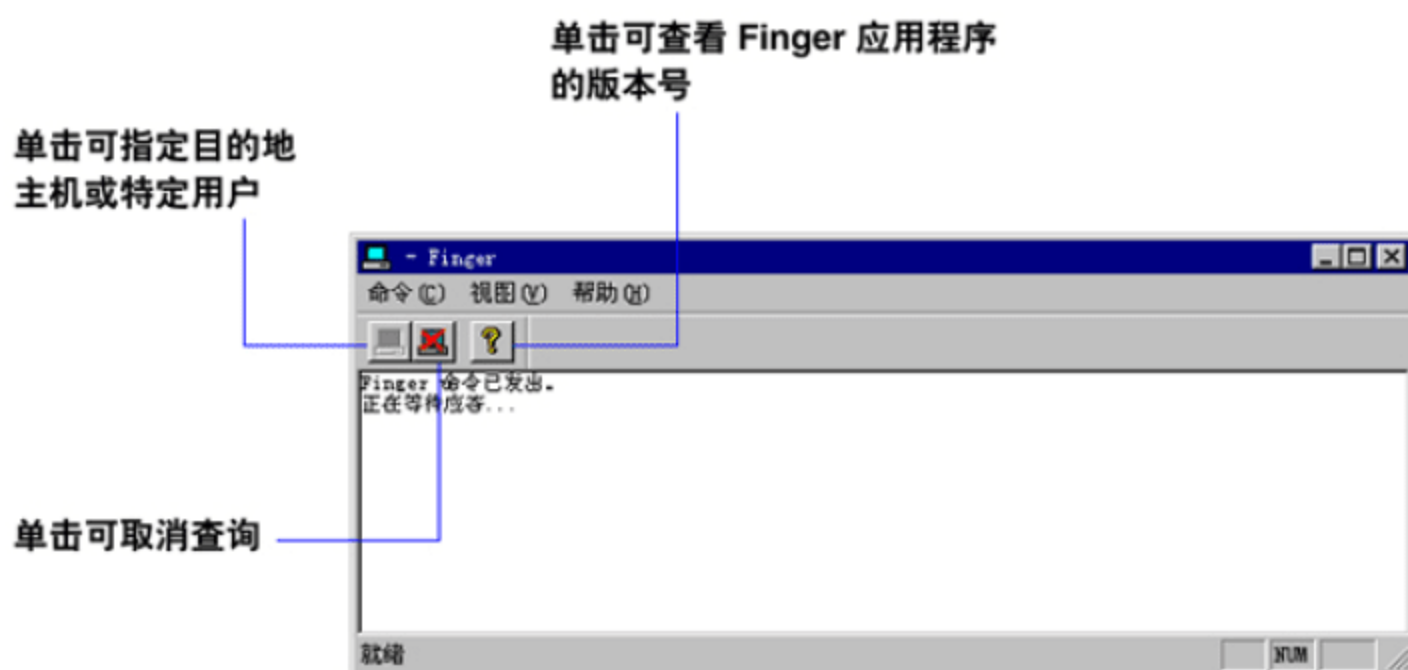 单击可查看 Finger 应用程序
的版本号
单击可指定目的地
主机或特定用户
- Finger
命令(C) 视图(V) 帮助(H)
Finger 命令已发出。
正在等待应答...
单击可取消查询
就绪
NUM